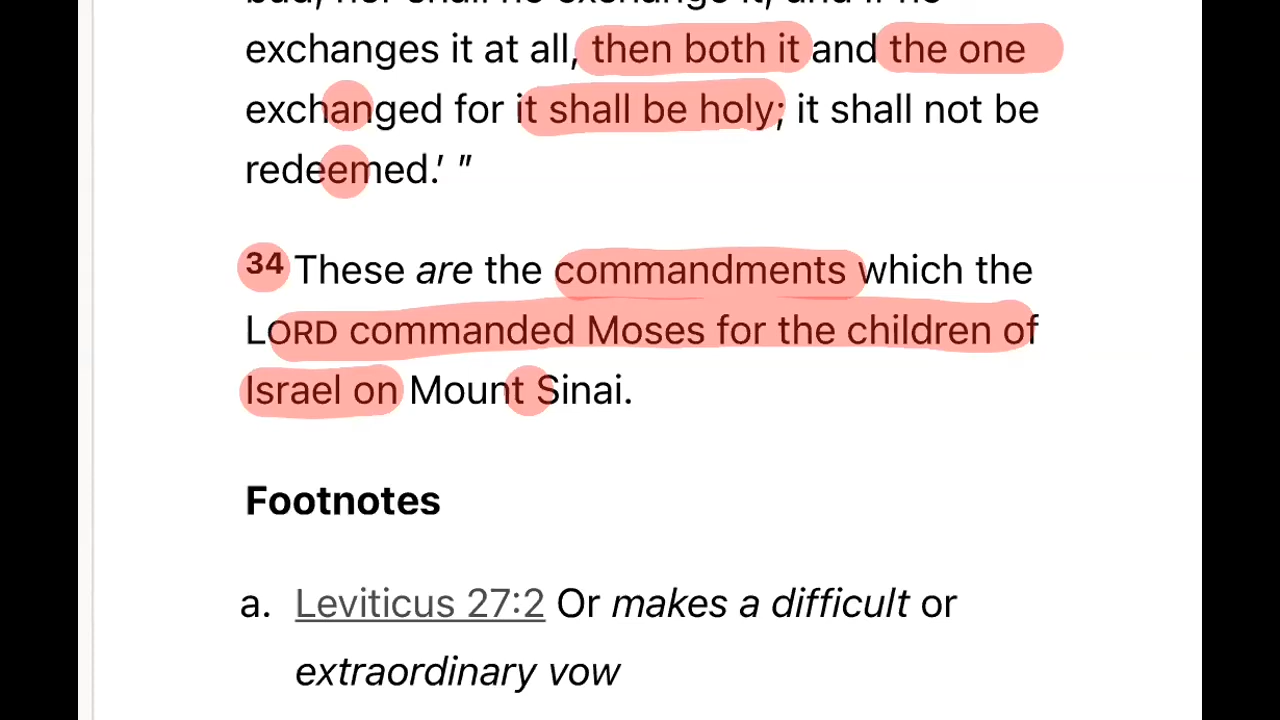 exchanges it at all, then both it and the one
exchanged for it shall be holy; it shall not be
redeemed.’ ”
34 These are the commandments which the
LORD commanded Moses for the children of
Israel on Mount Sinai.
Footnotes
a. Leviticus 27:2 Or makes a difficult or
extraordinary vow